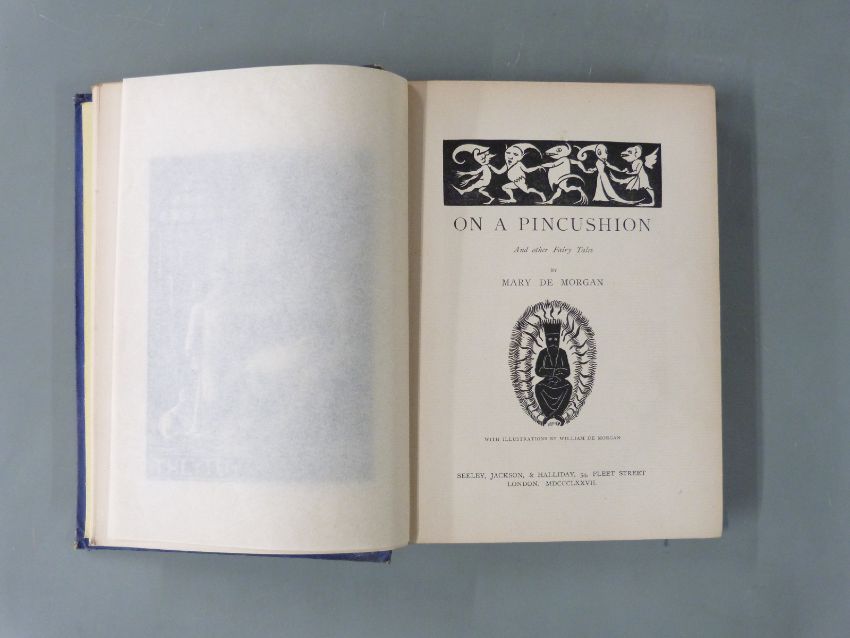 ON A PINCUSHION
And other Fairy Tales
BY
MARY DE MORGAN
WITH ILLUSTRATIONS BY WILLIAM DE MORGAN
SEELEY, JACKSON, & HALLIDAY, 54, FLEET STREET
LONDON. MDCCCLXXVII.